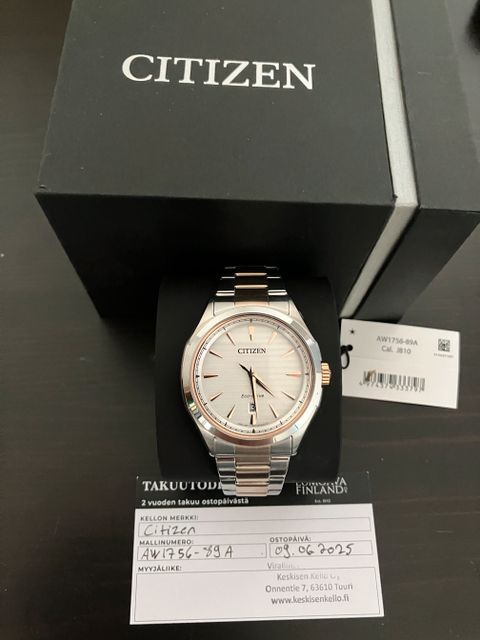 CITIZEN
AW1756-89A
Cal. J810
CITIZEN
Eco-Drive
TAKUUTODI
FINLAND
2 vuoden takuu ostopäivästä
KELLON MERKKI:
Citizen
MALLINUMERO:
AW1756-89A
OSTOPÄIVÄ:
09.06.2025
MYYJÄLIIKE:
Keskisen Kello Oy
Onnentie 7, 63610 Tuuri
www.keskisenkello.fi